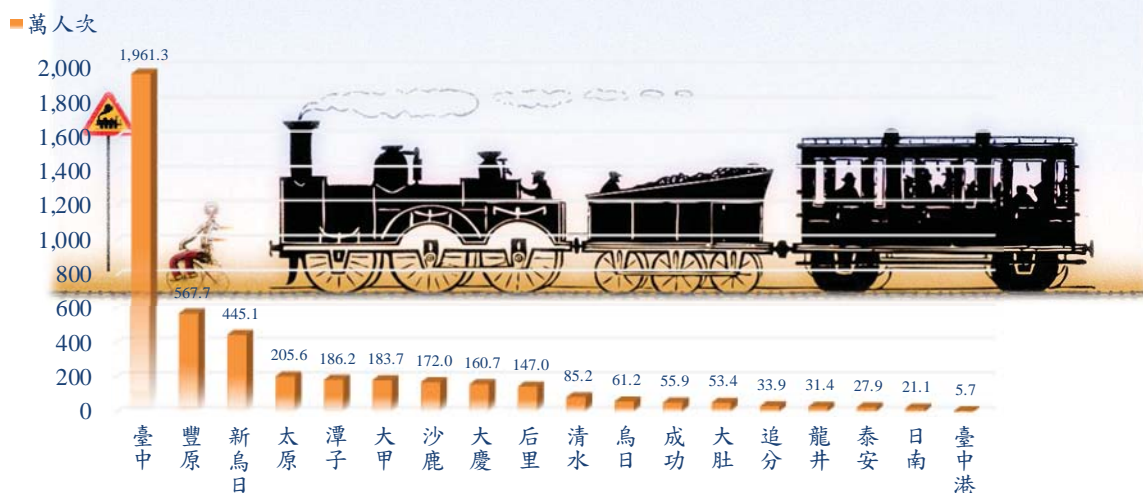 萬人次
1,961.3
2,000
1,800
1,600
1,400
1,200
1,000
800
600
400
200
0
567.7
445.1
205.6
186.2
183.7
172.0
160.7
147.0
85.2
61.2
55.9
53.4
33.9
31.4
27.9
21.1
5.7
臺中
豐原
新烏日
太原
潭子
大甲
沙鹿
大慶
后里
清水
烏日
成功
大肚
追分
龍井
泰安
日南
臺中港